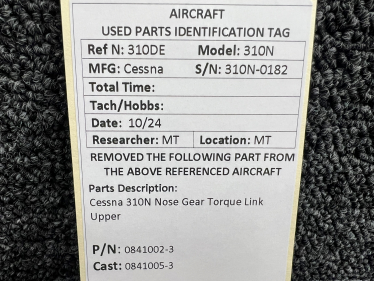 AIRCRAFT
USED PARTS IDENTIFICATION TAG
Ref N: 310DE Model: 310N
MFG: Cessna S/N: 310N-0182
Total Time:
Tach/Hobbs:
Date: 10/24
Researcher: MT Location: MT
REMOVED THE FOLLOWING PART FROM
THE ABOVE REFERENCED AIRCRAFT
Parts Description:
Cessna 310N Nose Gear Torque Link
Upper
P/N: 0841002-3
Cast: 0841005-3